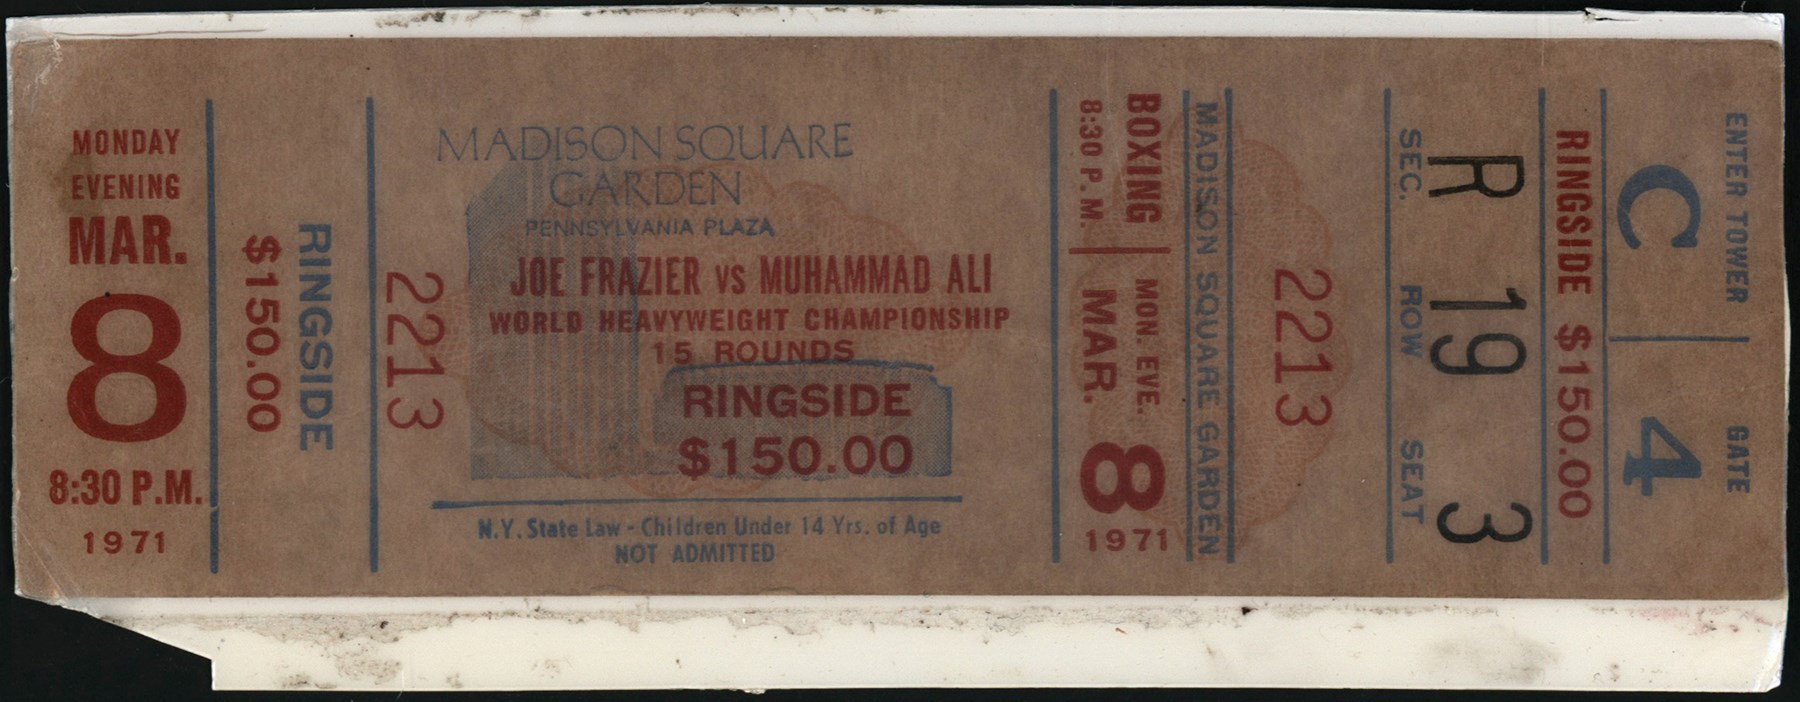 MONDAY
EVENING
MAR.
8
8:30 P.M.
1971
RINGSIDE
$150.00
2213
MADISON SQUARE
GARDEN
PENNSYLVANIA PLAZA
JOE FRAZIER vs MUHAMMAD ALI
WORLD HEAVYWEIGHT CHAMPIONSHIP
15 ROUNDS
RINGSIDE
$150.00
N.Y. State Law - Children Under 14 Yrs. of Age
NOT ADMITTED
BOXING
8:30 P.M.
MON. EVE.
MAR.
8
1971
MADISON SQUARE GARDEN
2213
SEC. ROW SEAT
R 19 3
RINGSIDE $150.00
ENTER TOWER GATE
C 4